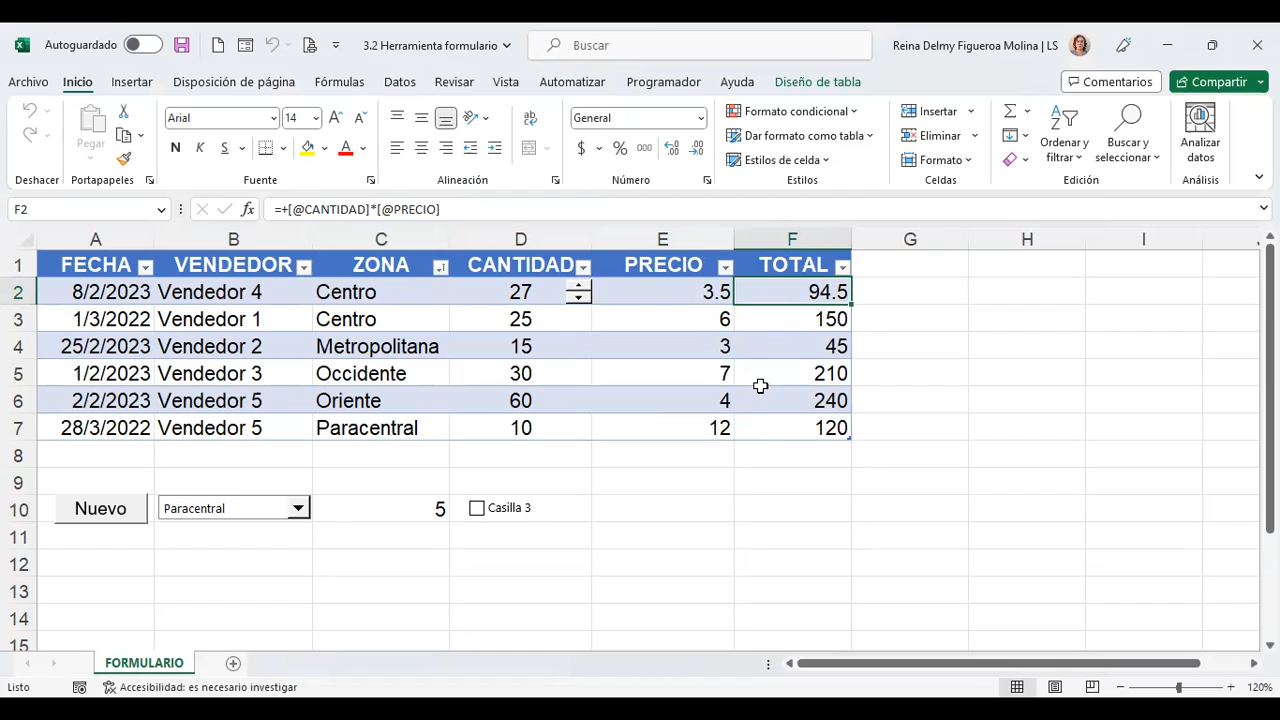 Autoguardado 3.2 Herramienta formulario Buscar Reina Delmy Figueroa Molina | LS
Archivo Inicio Insertar Disposición de página Fórmulas Datos Revisar Vista Automatizar Programador Ayuda Diseño de tabla Comentarios Compartir
Pegar Arial 14 General Formato condicional Insertar Ordenar y filtrar Buscar y seleccionar Analizar datos
Dar formato como tabla Eliminar
N K S A $ % 000 Estilos de celda Formato
Deshacer Portapapeles Fuente Alineación Número Estilos Celdas Edición Análisis
F2 fx =+[@CANTIDAD]*[@PRECIO]
A B C D E F G H I
1 FECHA VENDEDOR ZONA CANTIDAD PRECIO TOTAL
2 8/2/2023 Vendedor 4 Centro 27 3.5 94.5
3 1/3/2022 Vendedor 1 Centro 25 6 150
4 25/2/2023 Vendedor 2 Metropolitana 15 3 45
5 1/2/2023 Vendedor 3 Occidente 30 7 210
6 2/2/2023 Vendedor 5 Oriente 60 4 240
7 28/3/2022 Vendedor 5 Paracentral 10 12 120
8
9
10 Nuevo Paracentral 5 Casilla 3
11
12
13
14
15
FORMULARIO
Listo Accesibilidad: es necesario investigar 120%